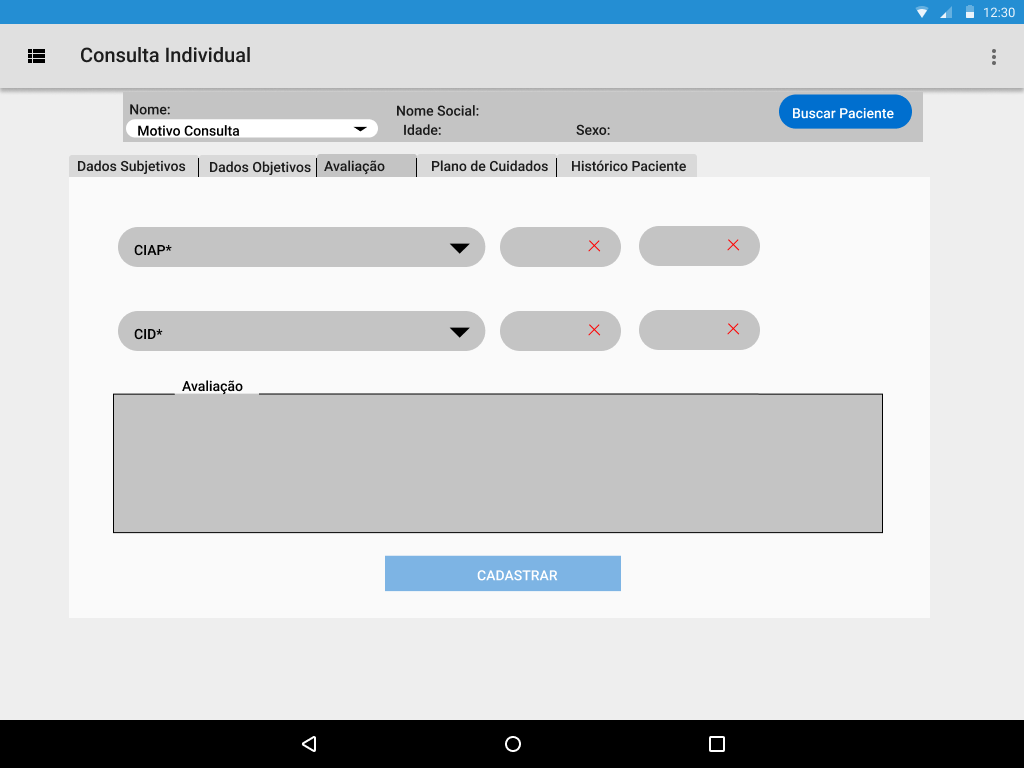 12:30
Consulta Individual
Nome:
Nome Social:
Buscar Paciente
Motivo Consulta
Idade:
Sexo:
Dados Subjetivos
Dados Objetivos
Avaliação
Plano de Cuidados
Histórico Paciente
CIAP*
CID*
Avaliação
CADASTRAR